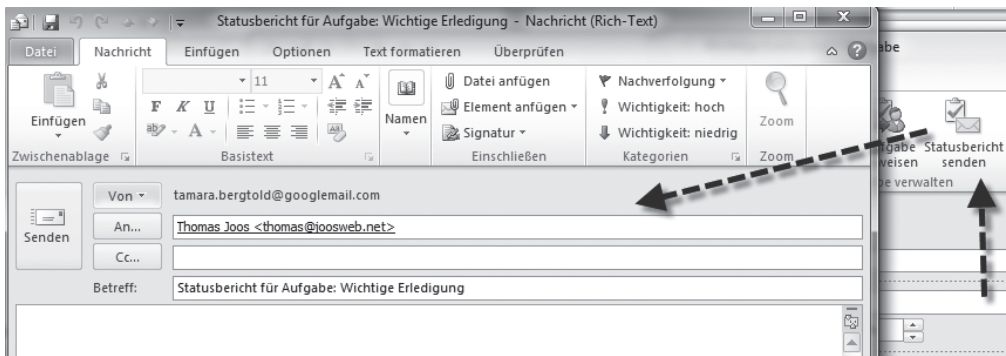 Statusbericht für Aufgabe: Wichtige Erledigung - Nachricht (Rich-Text)
Datei Nachricht Einfügen Optionen Text formatieren Überprüfen
Einfügen
11
F K U
Namen
Datei anfügen
Element anfügen
Signatur
Nachverfolgung
Wichtigkeit: hoch
Wichtigkeit: niedrig
Zoom
Zwischenablage Basistext Einschließen Kategorien Zoom
Statusbericht
senden
verwalten
Senden
Von tamara.bergtold@googlemail.com
An... Thomas Joos <thomas@joosweb.net>
Cc...
Betreff: Statusbericht für Aufgabe: Wichtige Erledigung